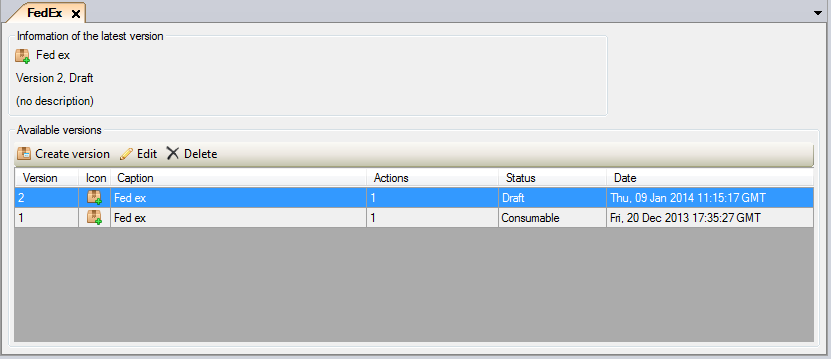 FedEx
Information of the latest version
Fed ex
Version 2, Draft
(no description)
Available versions
Create version Edit Delete
Version Icon Caption Actions Status Date
2 Fed ex 1 Draft Thu, 09 Jan 2014 11:15:17 GMT
1 Fed ex 1 Consumable Fri, 20 Dec 2013 17:35:27 GMT